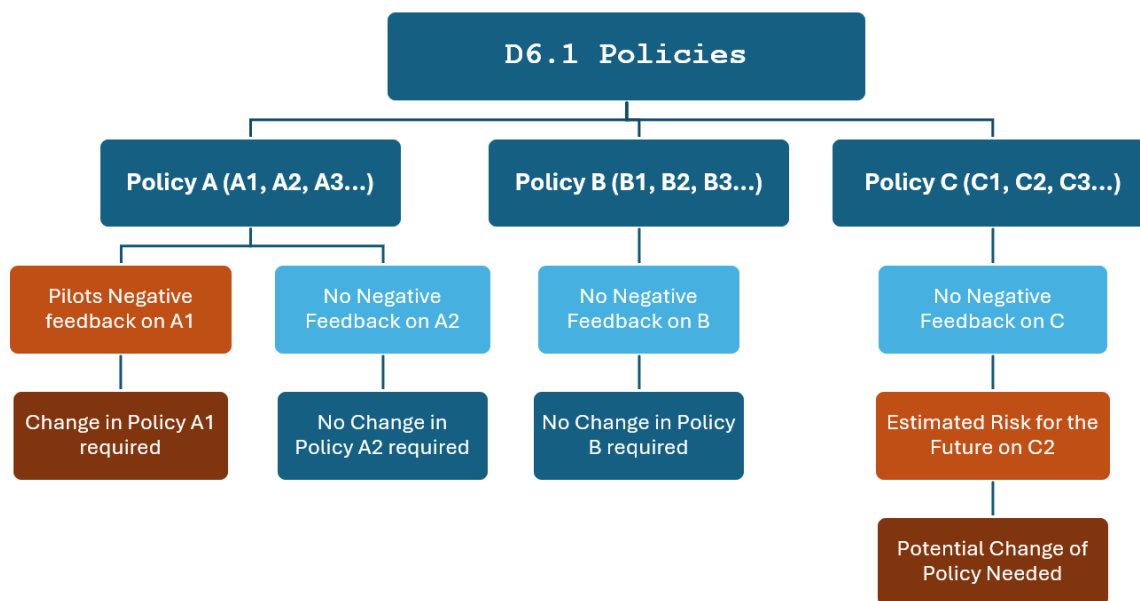 D6.1 Policies
Policy A (A1, A2, A3...)
Policy B (B1, B2, B3...)
Policy C (C1, C2, C3...)
Pilots Negative
feedback on A1
No Negative
Feedback on A2
No Negative
Feedback on B
No Negative
Feedback on C
Change in Policy A1
required
No Change in
Policy A2 required
No Change in Policy
B required
Estimated Risk for the
Future on C2
Potential Change of
Policy Needed